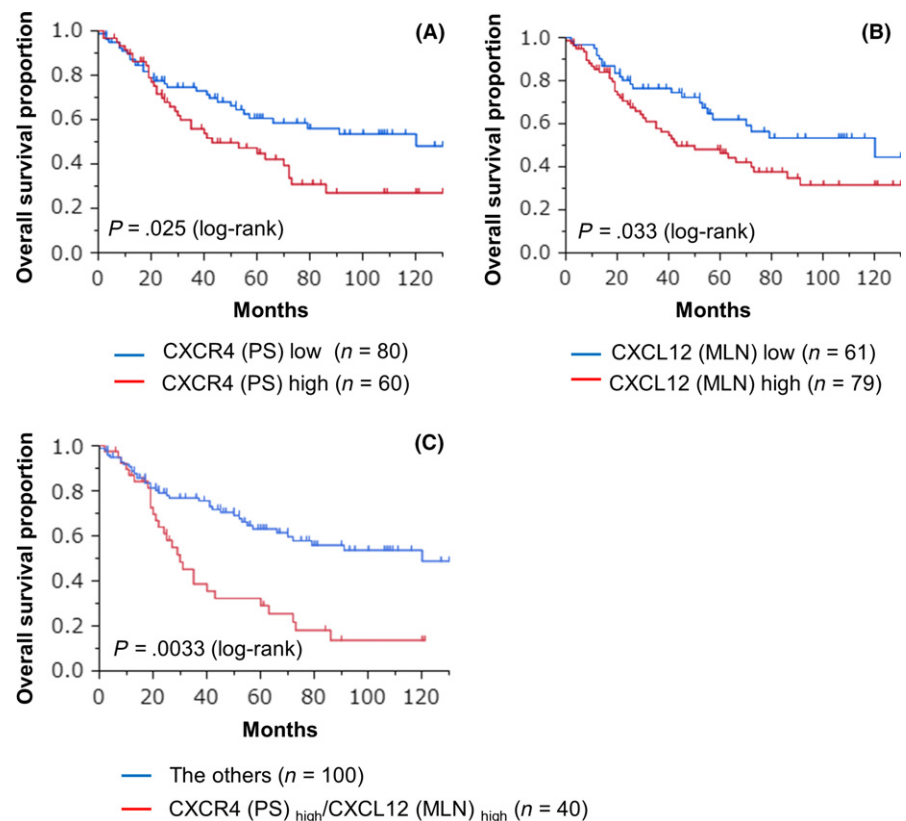 (A)
Overall survival proportion
1.0
0.8
0.6
0.4
0.2
0.0
P = .025 (log-rank)
0 20 40 60 80 100 120
Months
CXCR4 (PS) low (n = 80)
CXCR4 (PS) high (n = 60)
(B)
Overall survival proportion
1.0
0.8
0.6
0.4
0.2
0.0
P = .033 (log-rank)
0 20 40 60 80 100 120
Months
CXCL12 (MLN) low (n = 61)
CXCL12 (MLN) high (n = 79)
(C)
Overall survival proportion
1.0
0.8
0.6
0.4
0.2
0.0
P = .0033 (log-rank)
0 20 40 60 80 100 120
Months
The others (n = 100)
CXCR4 (PS) high/CXCL12 (MLN) high (n = 40)